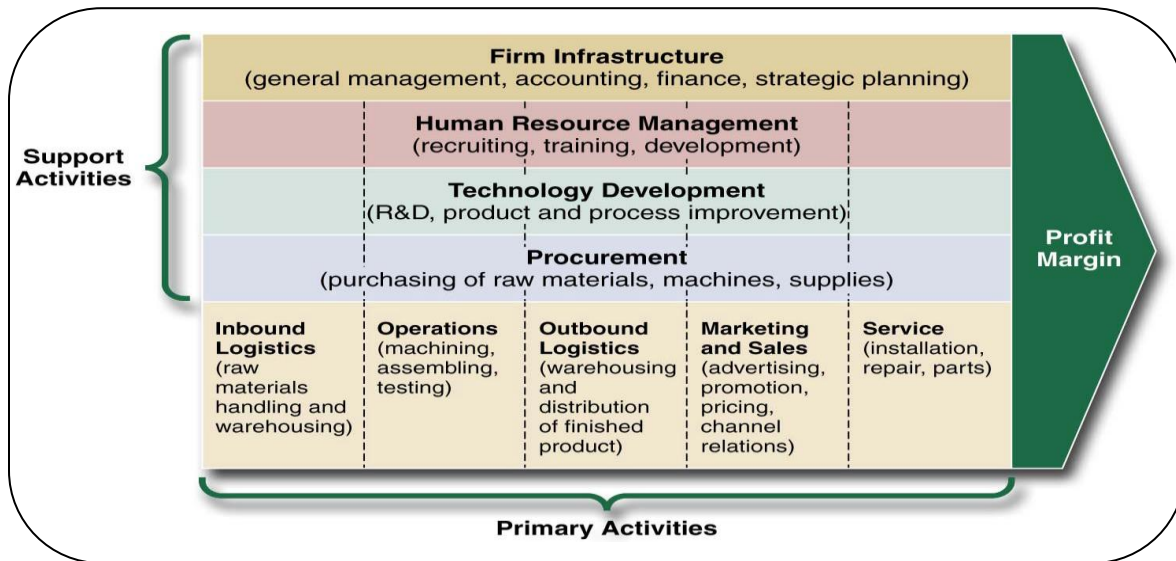 Firm Infrastructure
(general management, accounting, finance, strategic planning)
Human Resource Management
(recruiting, training, development)
Support
Activities
Technology Development
(R&D, product and process improvement)
Procurement
(purchasing of raw materials, machines, supplies)
Profit
Margin
Inbound
Logistics
(raw
materials
handling and
warehousing)
Operations
(machining,
assembling,
testing)
Outbound
Logistics
(warehousing
and
distribution
of finished
product)
Marketing
and Sales
(advertising,
promotion,
pricing,
channel
relations)
Service
(installation,
repair, parts)
Primary Activities